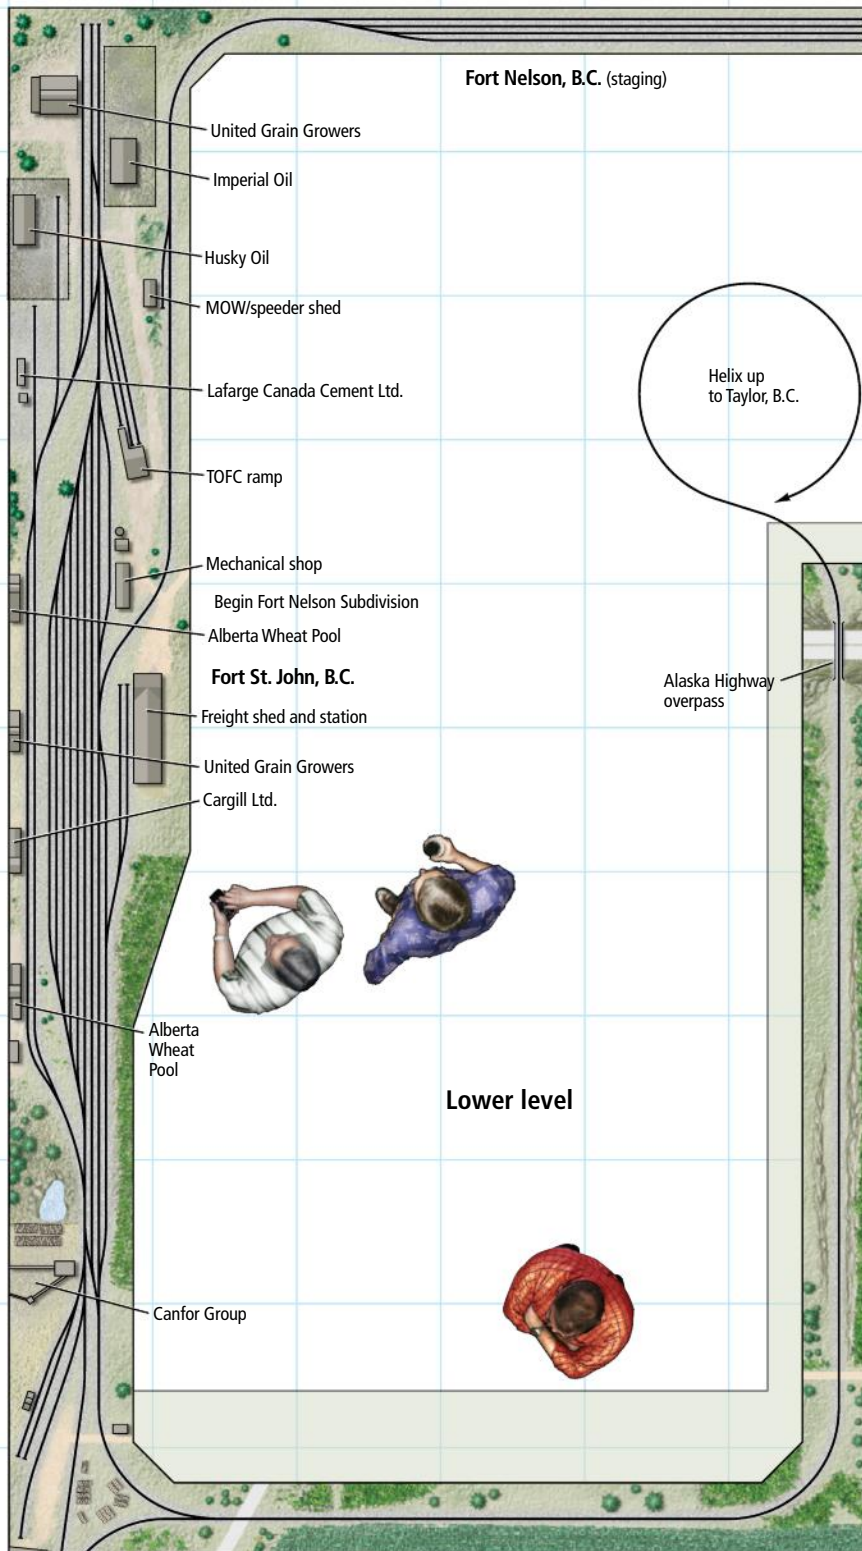 Fort Nelson, B.C. (staging)
United Grain Growers
Imperial Oil
Husky Oil
MOW/speeder shed
Lafarge Canada Cement Ltd.
Helix up
to Taylor, B.C.
TOFC ramp
Mechanical shop
Begin Fort Nelson Subdivision
Alberta Wheat Pool
Fort St. John, B.C.
Alaska Highway
overpass
Freight shed and station
United Grain Growers
Cargill Ltd.
Alberta
Wheat
Pool
Lower level
Canfor Group